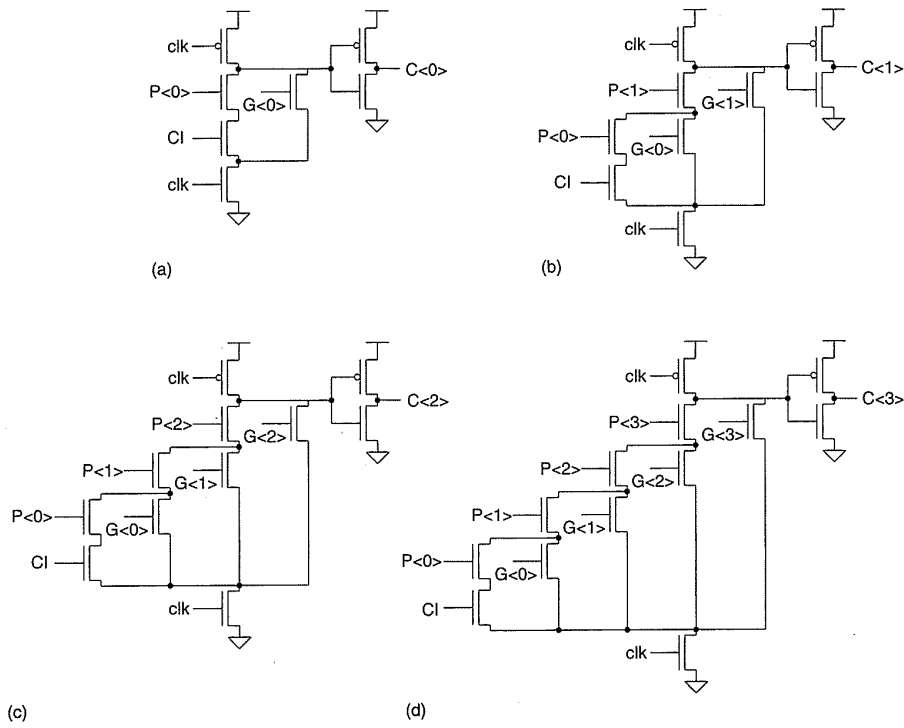 clk
C<0>
P<0>
G<0>
CI
clk
(a)
clk
C<1>
P<1>
G<1>
P<0>
G<0>
CI
clk
(b)
clk
C<2>
P<2>
G<2>
P<1>
G<1>
P<0>
G<0>
CI
clk
(c)
clk
C<3>
P<3>
G<3>
P<2>
G<2>
P<1>
G<1>
P<0>
G<0>
CI
clk
(d)